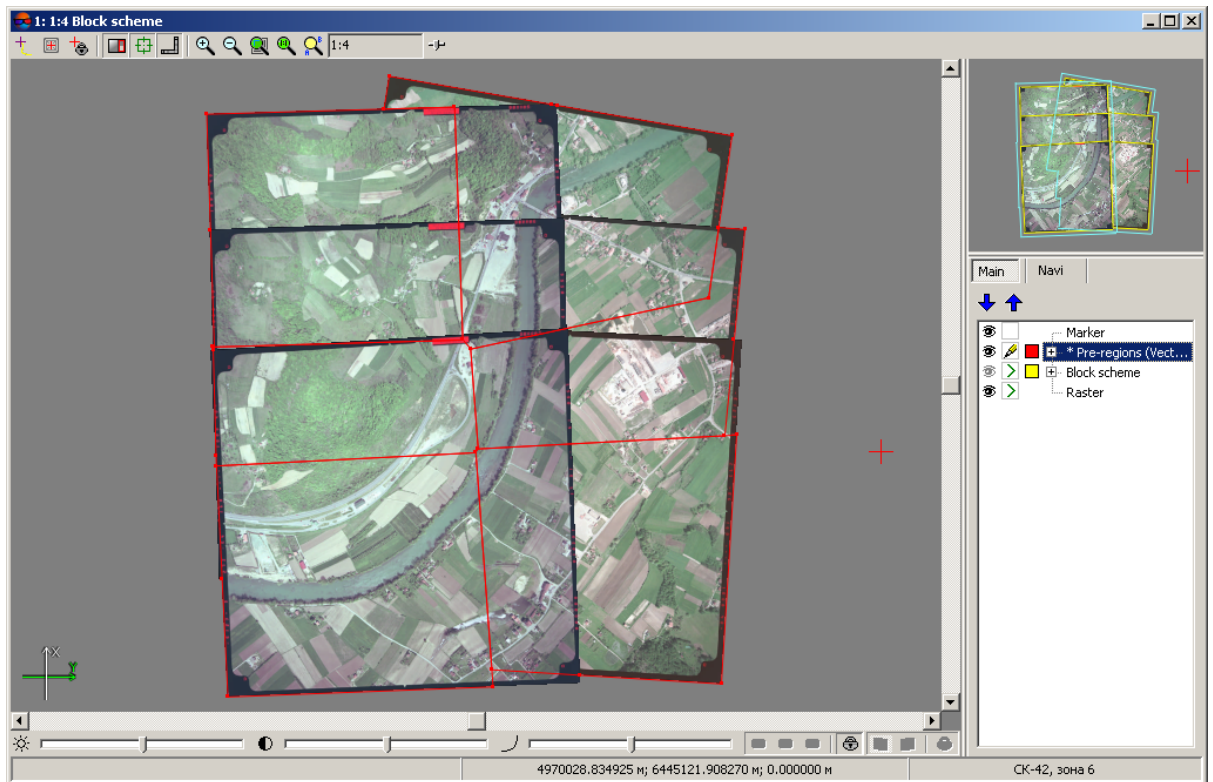 1: 1:4 Block scheme
1:4
Main
Navi
Marker
* Pre-regions (Vect...
Block scheme
Raster
X
Y
4970028.834925 м; 6445121.908270 м; 0.000000 м
СК-42, зона 6